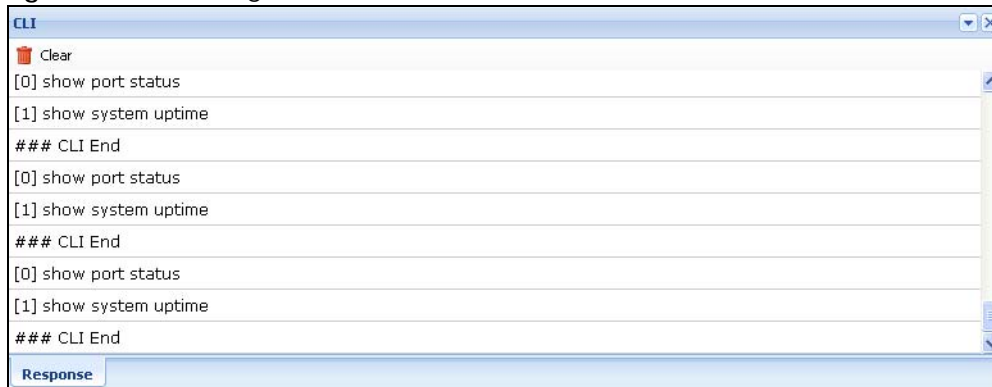 CLI
Clear
[0] show port status
[1] show system uptime
### CLI End
[0] show port status
[1] show system uptime
### CLI End
[0] show port status
[1] show system uptime
### CLI End
Response